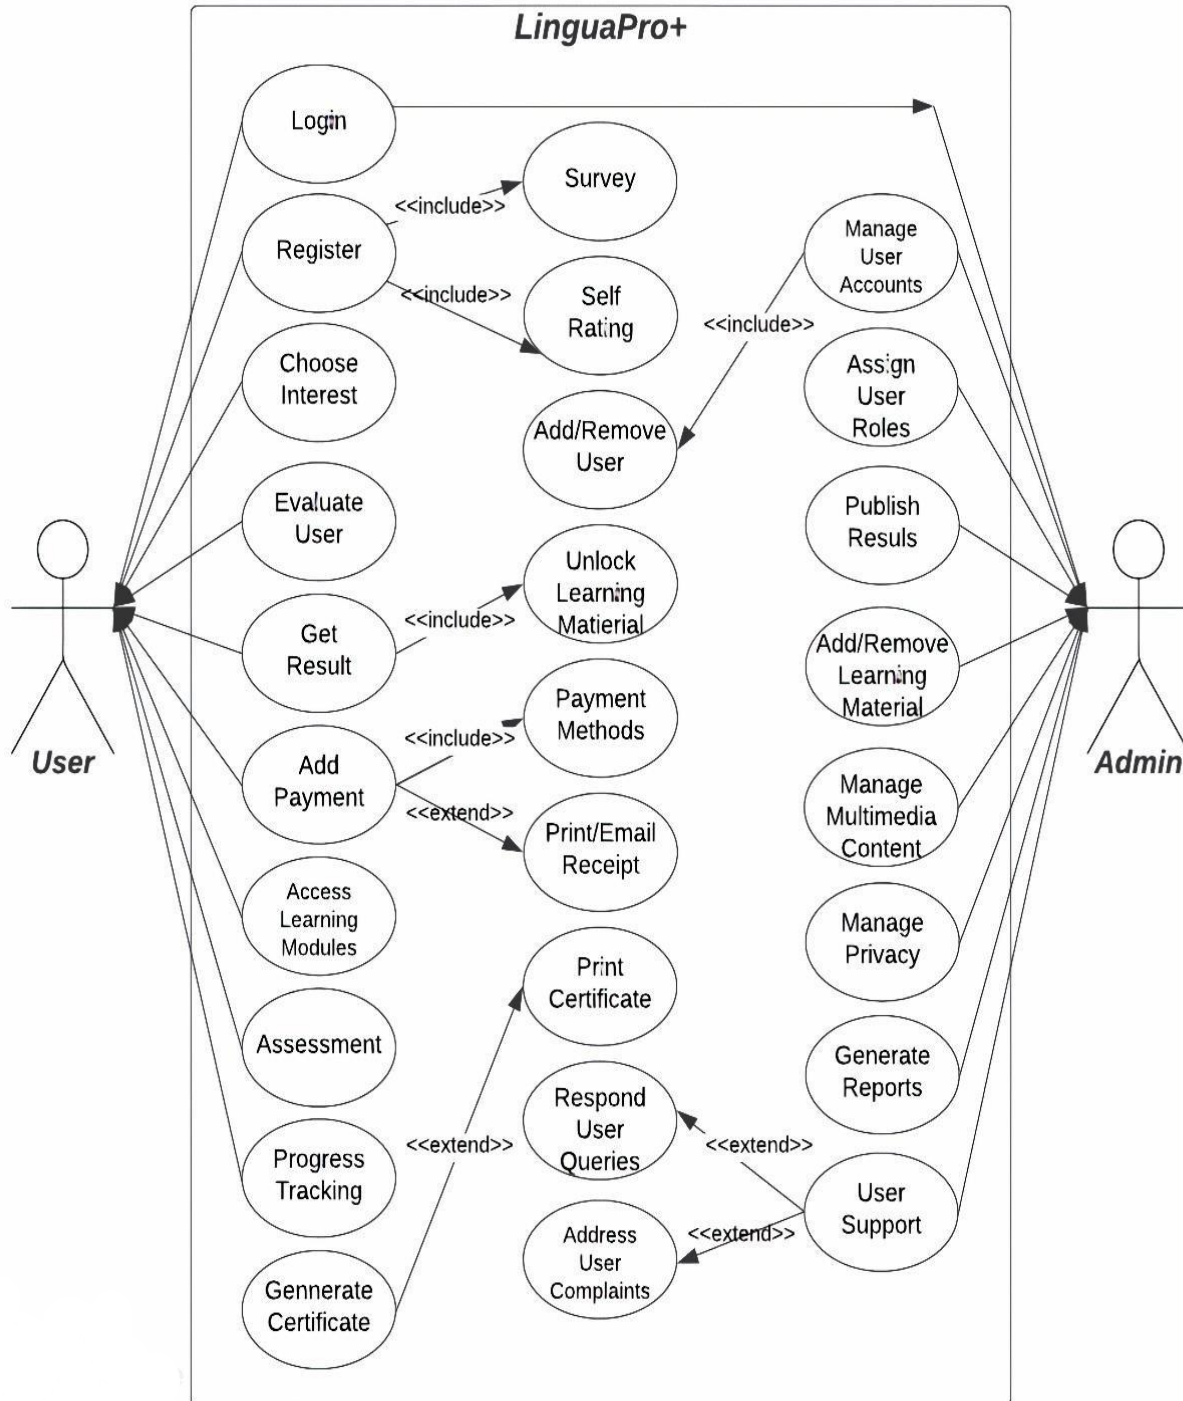 LinguaPro+
Login
Survey
<<include>>
Register
Manage
User
Accounts
<<include>>
Self
Rating
<<include>>
Choose
Interest
Assign
User
Roles
Add/Remove
User
Evaluate
User
Publish
Resuls
Unlock
Learning
Matierial
<<include>>
Get
Result
Add/Remove
Learning
Material
Payment
Methods
<<include>>
User
Admin
Add
Payment
<<extend>>
Manage
Multimedia
Content
Print/Email
Receipt
Access
Learning
Modules
Manage
Privacy
Print
Certificate
Assessment
Generate
Reports
Respond
User
Queries
<<extend>>
<<extend>>
Progress
Tracking
User
Support
<<extend>>
Address
User
Complaints
Gennerate
Certificate